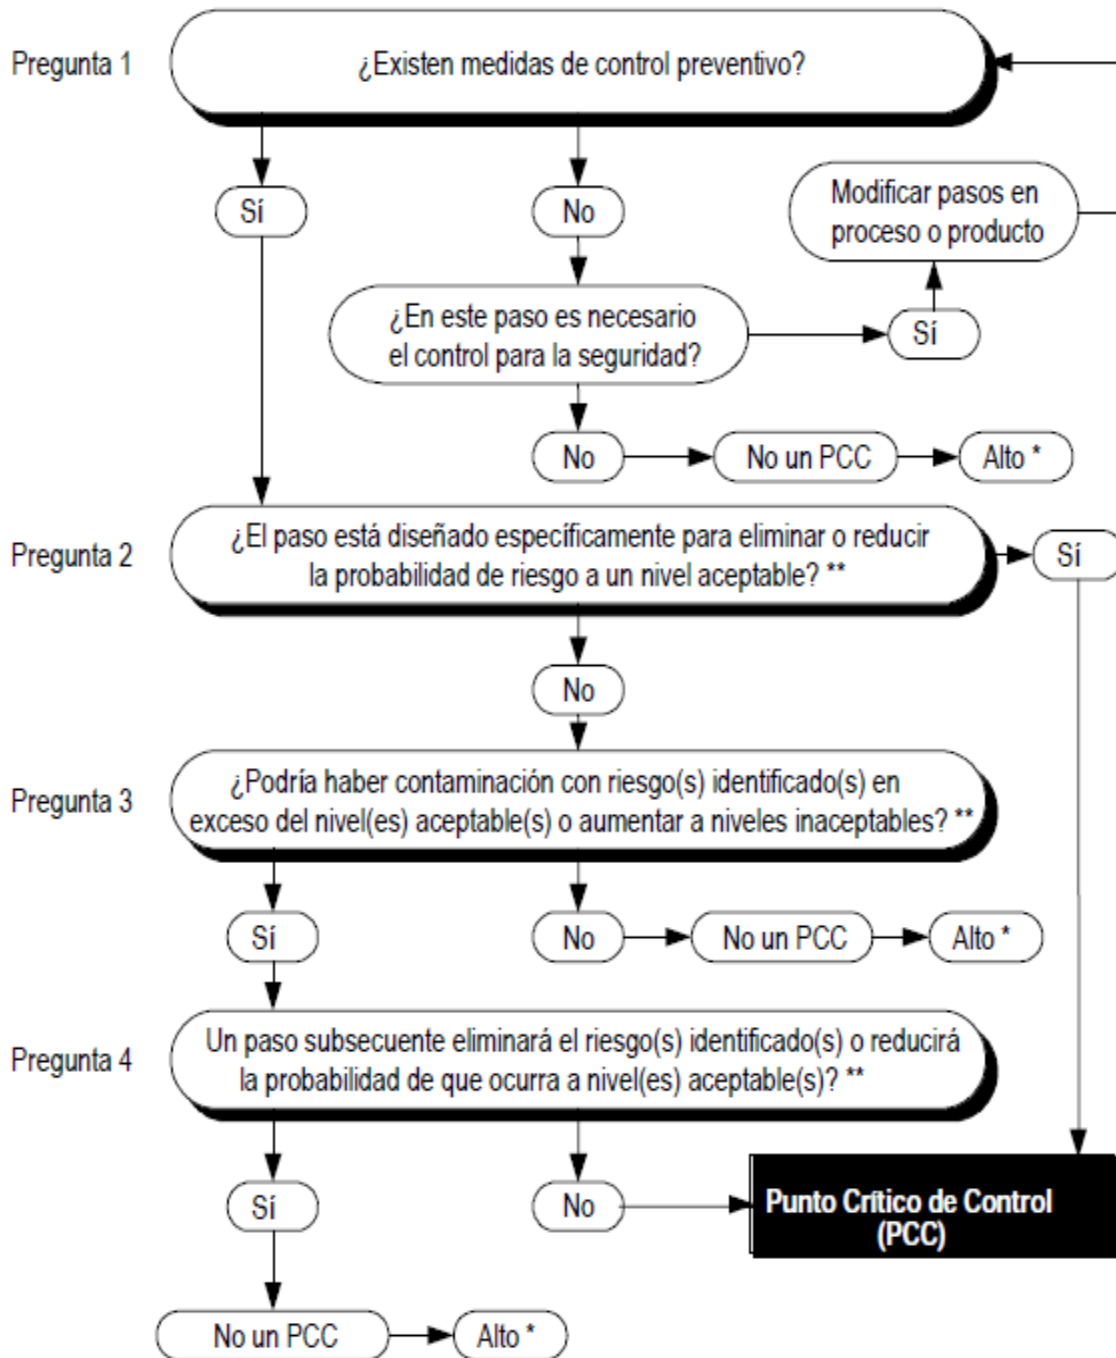 Pregunta 1
¿Existen medidas de control preventivo?
Sí
No
Modificar pasos en
proceso o producto
¿En este paso es necesario
el control para la seguridad?
Sí
No
No un PCC
Alto *
Pregunta 2
¿El paso está diseñado específicamente para eliminar o reducir
la probabilidad de riesgo a un nivel aceptable? **
Sí
No
Pregunta 3
¿Podría haber contaminación con riesgo(s) identificado(s) en
exceso del nivel(es) aceptable(s) o aumentar a niveles inaceptables? **
Sí
No
No un PCC
Alto *
Pregunta 4
Un paso subsecuente eliminará el riesgo(s) identificado(s) o reducirá
la probabilidad de que ocurra a nivel(es) aceptable(s)? **
Sí
No
Punto Crítico de Control
(PCC)
No un PCC
Alto *